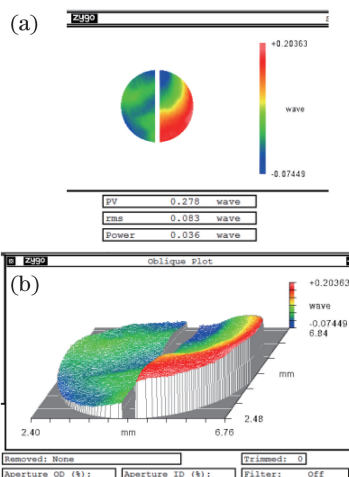 (a)
zygo
+0.20363
wave
-0.07449
PV 0.278 wave
rms 0.083 wave
Power 0.036 wave
zygo Oblique Plot
(b)
+0.20363
wave
-0.07449
6.84
mm
2.48
2.40 mm 6.76
Removed: None Trimmed: 0
Aperture OD (%): Aperture ID (%): Filter: Off